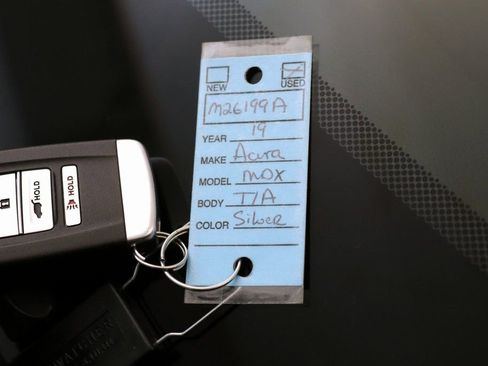 NEW USED
M26199A
YEAR 19
MAKE Acura
MODEL MDX
BODY T/A
COLOR Silver
HOLD
HOLD